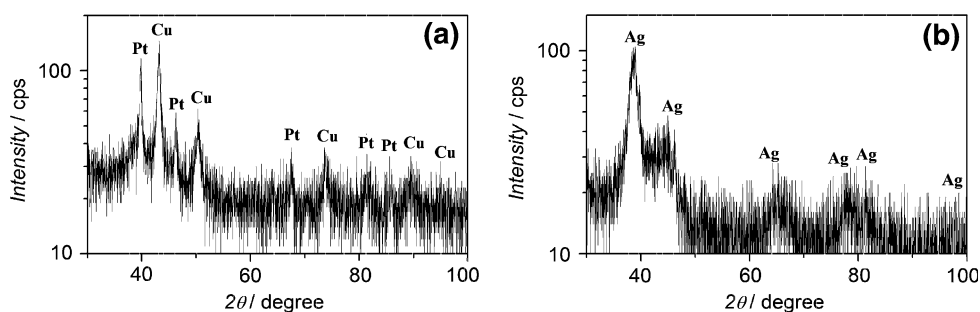 (a)
Cu
Pt
Pt
Cu
Pt
Cu
Pt
Pt
Cu
Cu
Intensity / cps
100
10
40
60
80
100
2θ / degree
(b)
Ag
Ag
Ag
Ag
Ag
Ag
Intensity / cps
100
10
40
60
80
100
2θ / degree